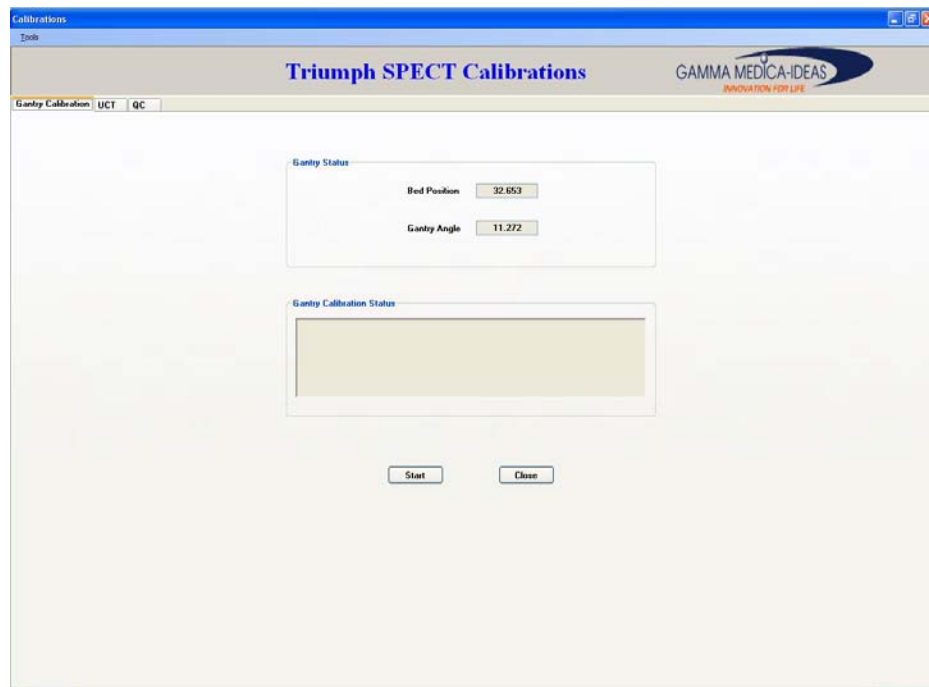 Calibrations
Tools
Triumph SPECT Calibrations
GAMMA MEDICA-IDEAS
INNOVATION FOR LIFE
Gantry Calibration UCT QC
Gantry Status
Bed Position 32.653
Gantry Angle 11.272
Gantry Calibration Status
Start Close